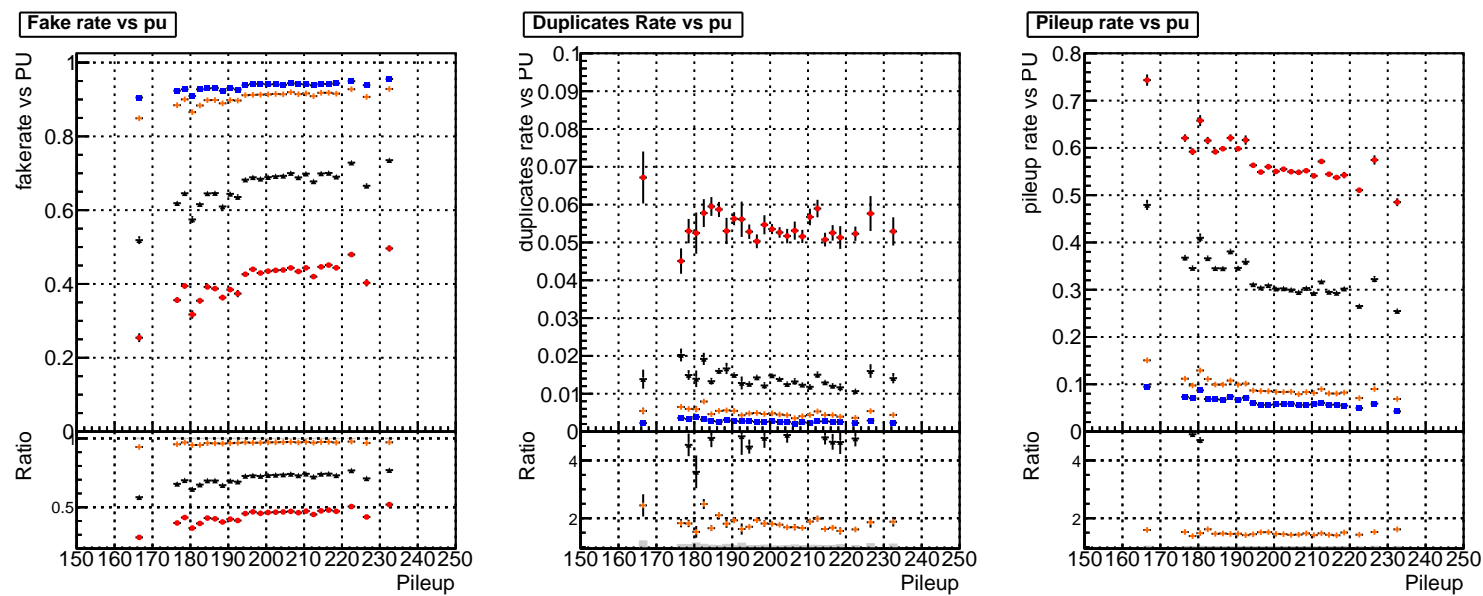 Fake rate vs pu
fakerate vs PU
1
0.8
0.6
0.4
0.2
0
Ratio
0.5
150 160 170 180 190 200 210 220 230 240 250
Pileup
Duplicates Rate vs pu
duplicates rate vs PU
0.1
0.09
0.08
0.07
0.06
0.05
0.04
0.03
0.02
0.01
0
Ratio
4
2
150 160 170 180 190 200 210 220 230 240 250
Pileup
Pileup rate vs pu
pileup rate vs PU
0.8
0.7
0.6
0.5
0.4
0.3
0.2
0.1
0
Ratio
4
2
150 160 170 180 190 200 210 220 230 240 250
Pileup